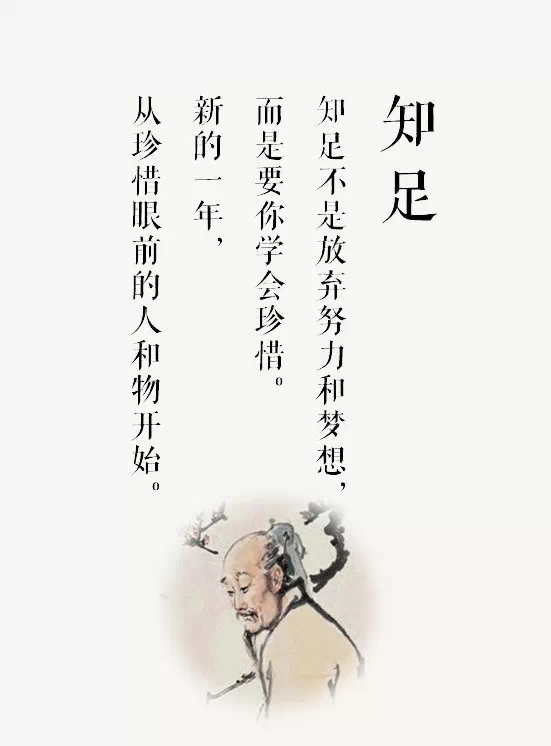 知足
知足不是放弃努力和梦想，
而是要你学会珍惜。
新的一年，
从珍惜眼前的人和物开始。